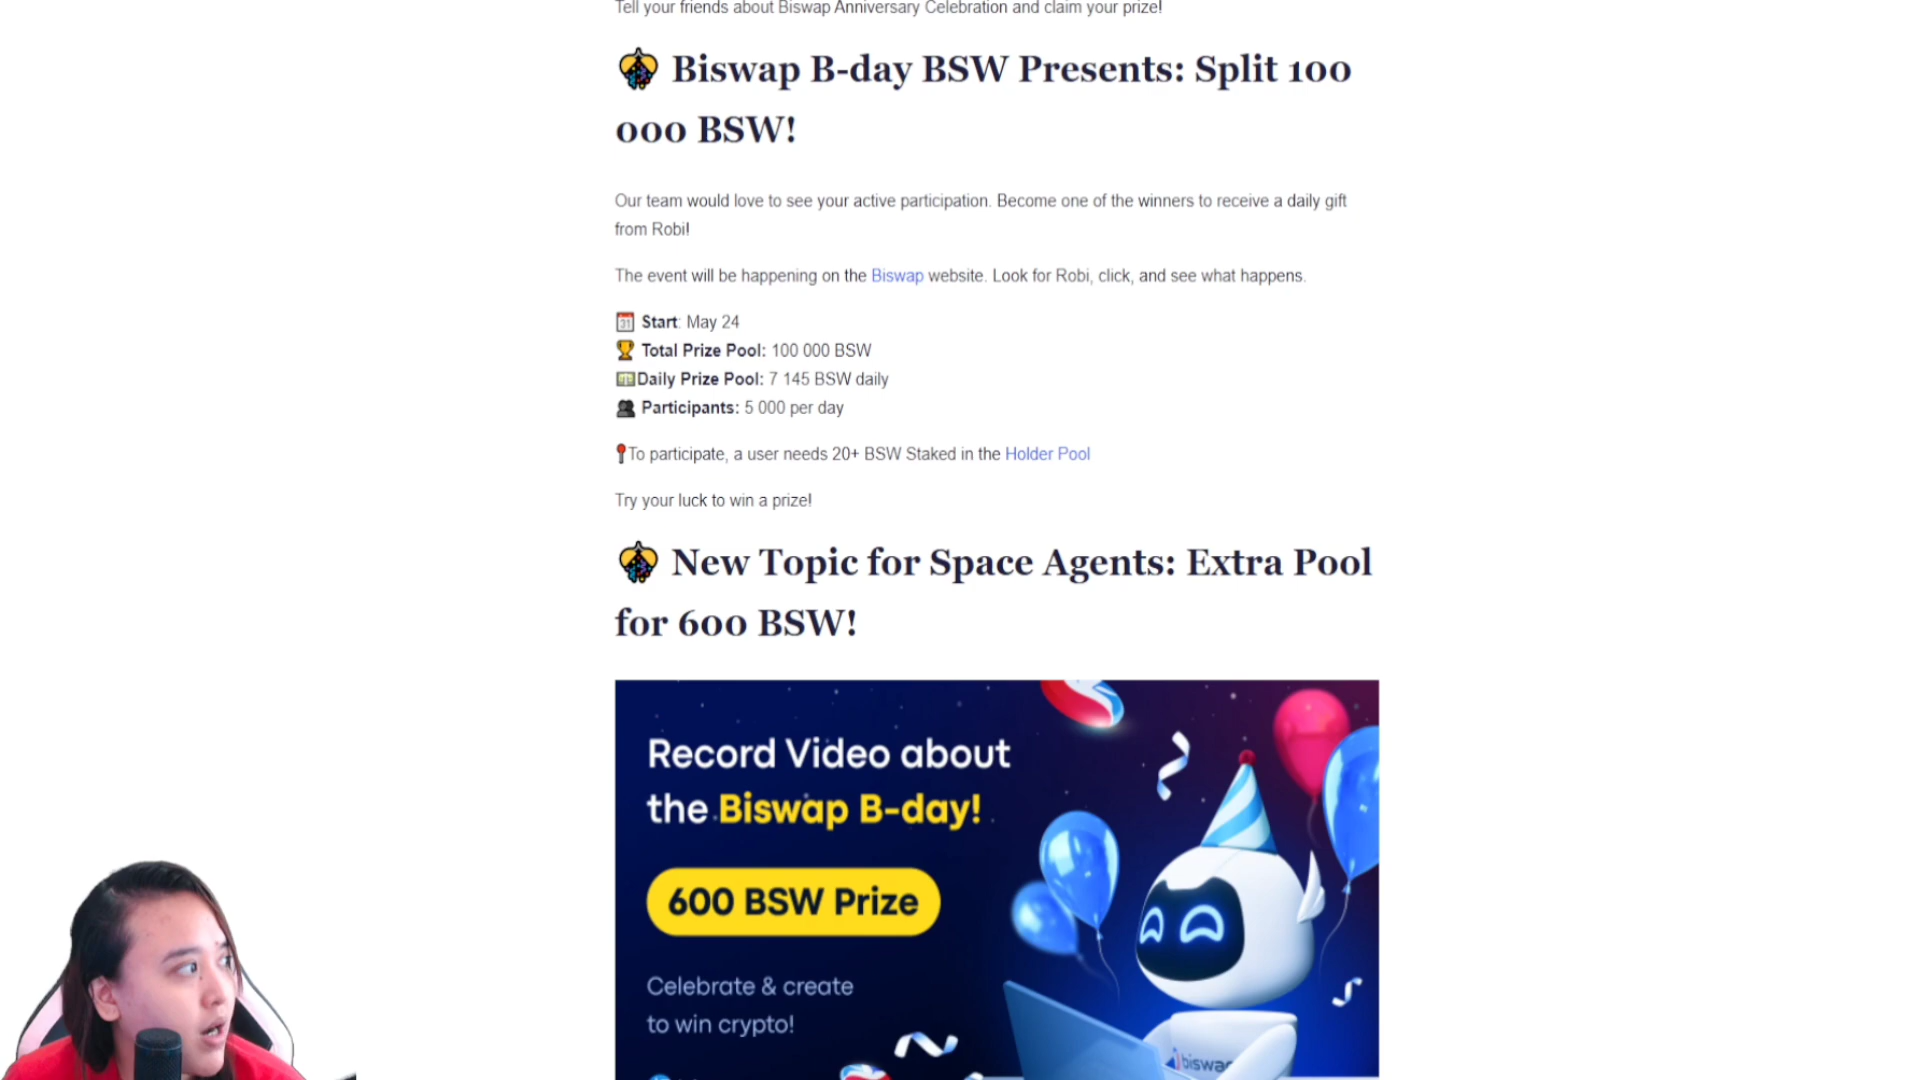 Tell your friends about Biswap Anniversary Celebration and claim your prize!
Biswap B-day BSW Presents: Split 100
000 BSW!
Our team would love to see your active participation. Become one of the winners to receive a daily gift
from Robi!
The event will be happening on the Biswap website. Look for Robi, click, and see what happens.
Start: May 24
Total Prize Pool: 100 000 BSW
Daily Prize Pool: 7 145 BSW daily
Participants: 5 000 per day
To participate, a user needs 20+ BSW Staked in the Holder Pool
Try your luck to win a prize!
New Topic for Space Agents: Extra Pool
for 600 BSW!
Record Video about
the Biswap B-day!
600 BSW Prize
Celebrate & create
to win crypto!
biswap